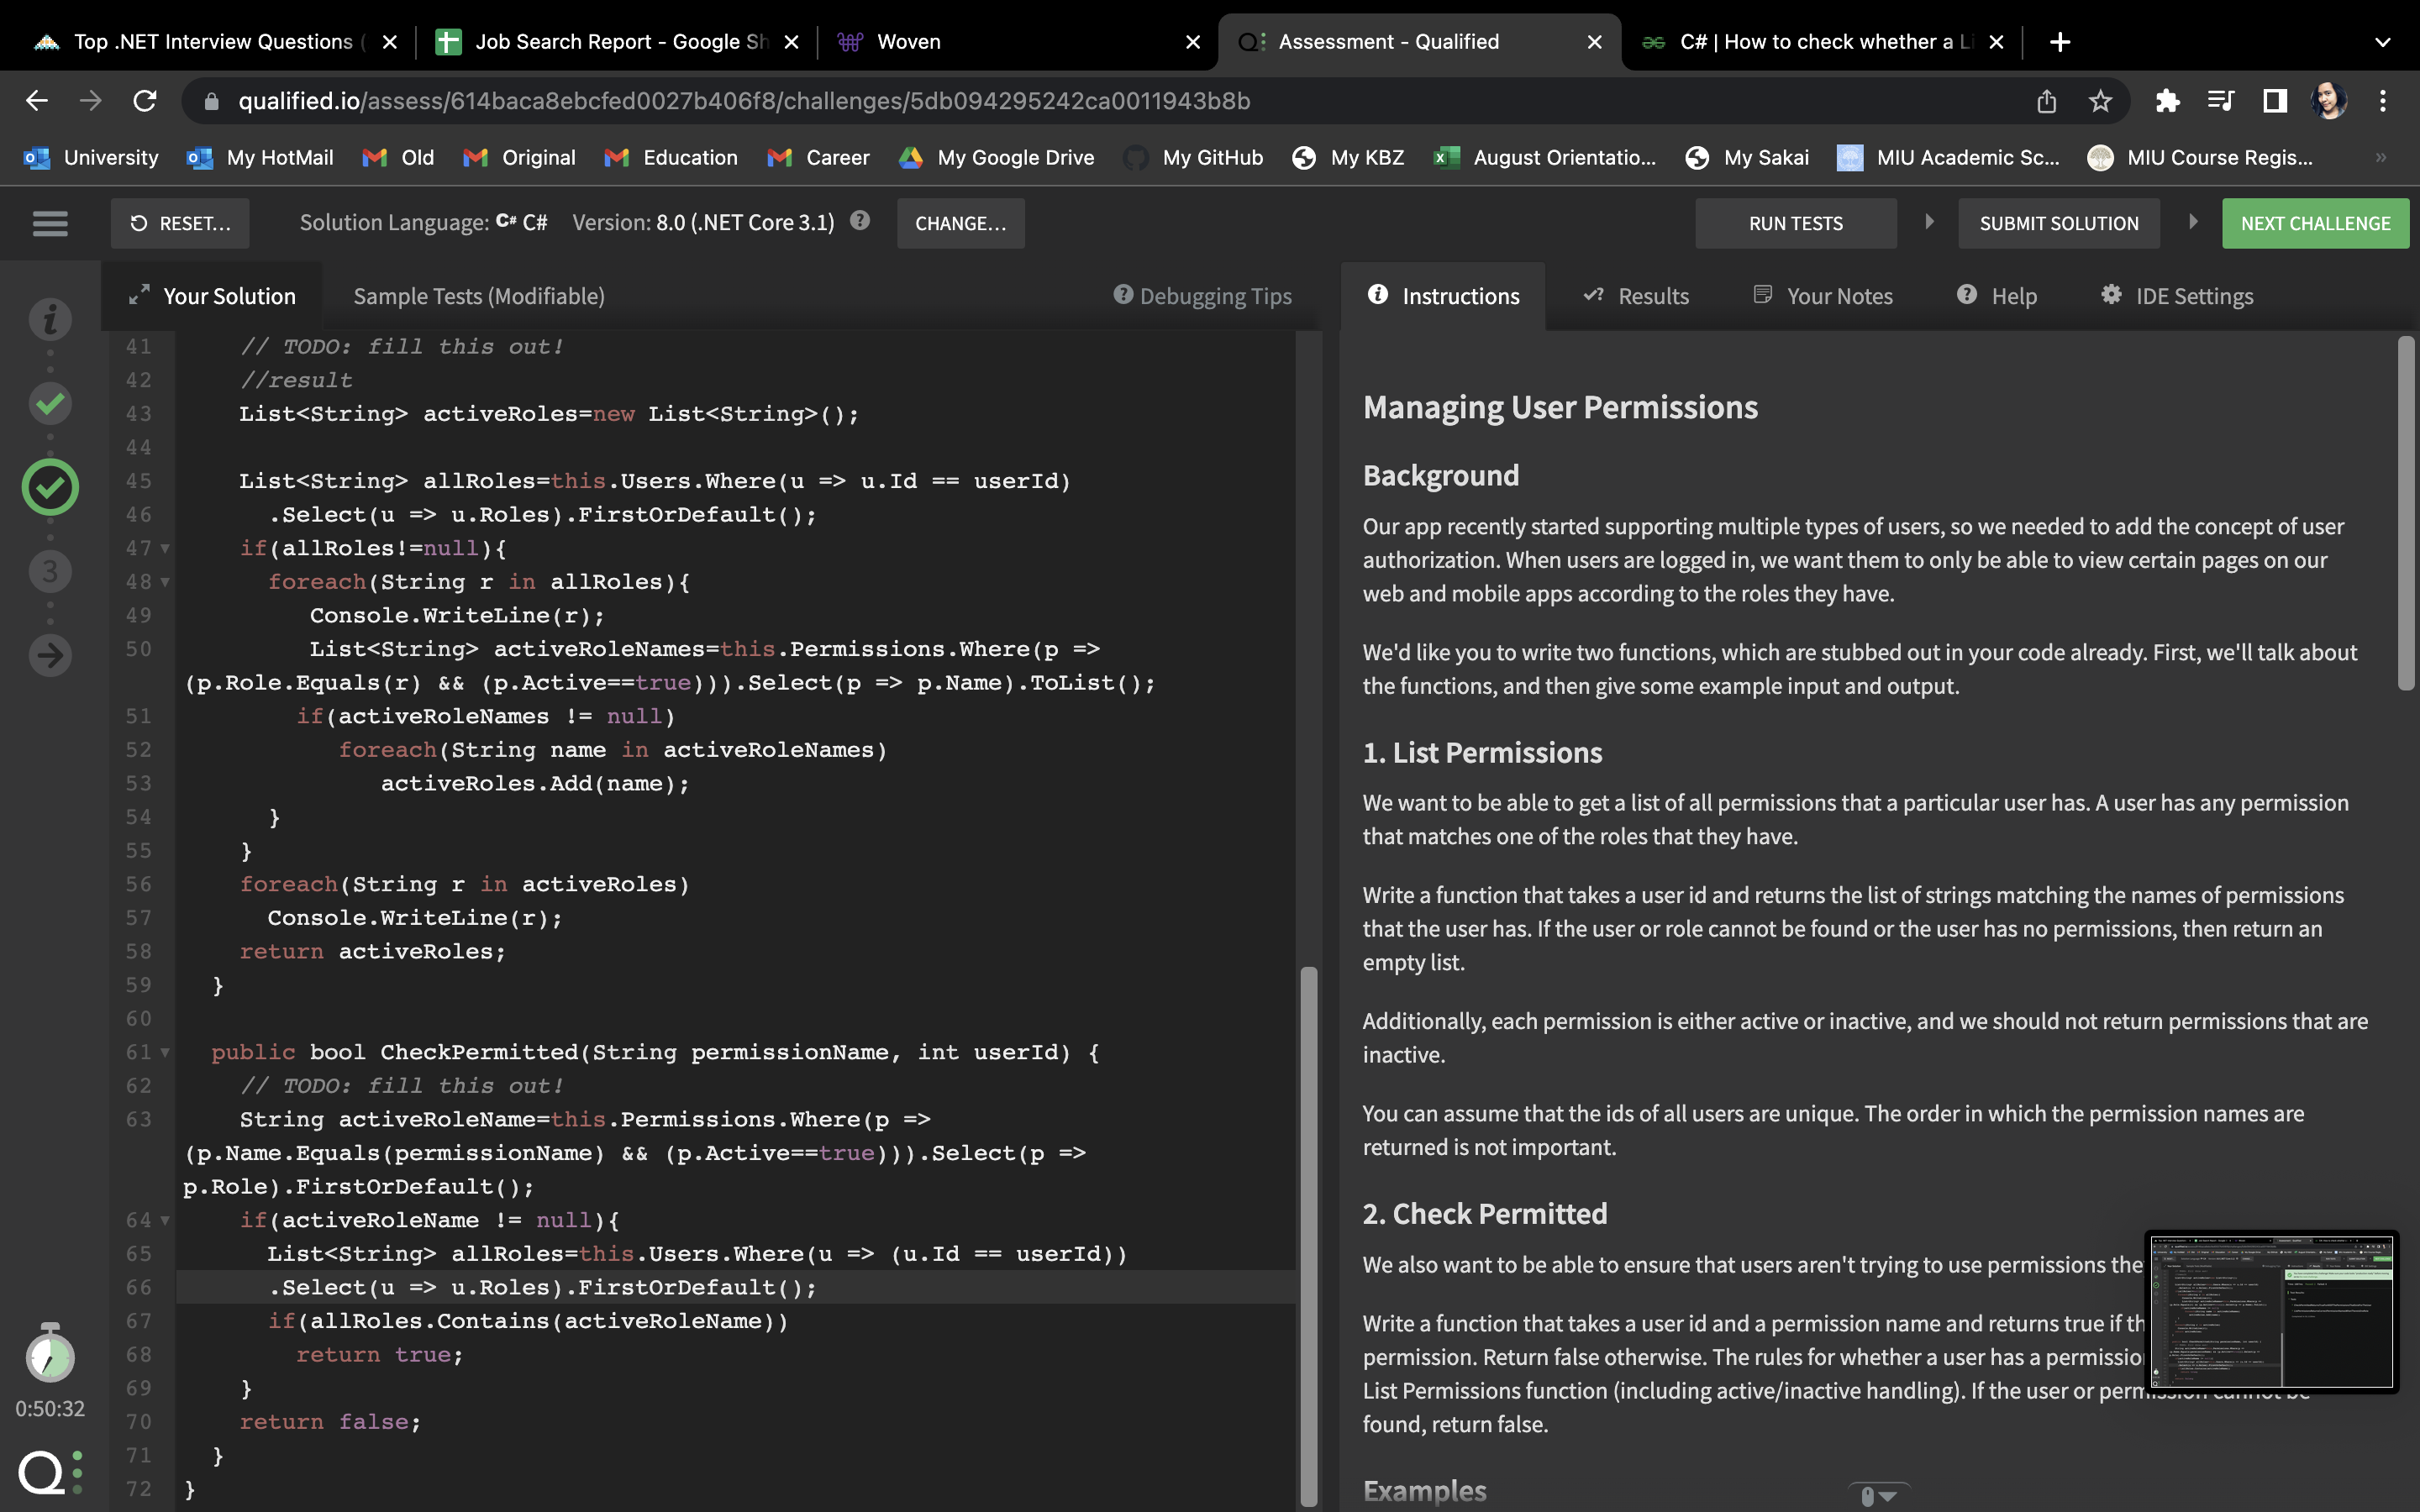 Top .NET Interview Questions (
Job Search Report - Google Sh
Woven
Assessment - Qualified
C# | How to check whether a Li
qualified.io/assess/614baca8ebcfed0027b406f8/challenges/5db094295242ca0011943b8b
University
My HotMail
Old
Original
Education
Career
My Google Drive
My GitHub
My KBZ
August Orientatio...
My Sakai
MIU Academic Sc...
MIU Course Regis...
RESET...
Solution Language: C# C#
Version: 8.0 (.NET Core 3.1)
CHANGE...
RUN TESTS
SUBMIT SOLUTION
NEXT CHALLENGE
Your Solution
Sample Tests (Modifiable)
Debugging Tips
Instructions
Results
Your Notes
Help
IDE Settings
3
0:50:32
41 // TODO: fill this out!
42 //result
43 List<String> activeRoles=new List<String>();
44
45 List<String> allRoles=this.Users.Where(u => u.Id == userId)
46 .Select(u => u.Roles).FirstOrDefault();
47 if(allRoles!=null){
48 foreach(String r in allRoles){
49 Console.WriteLine(r);
50 List<String> activeRoleNames=this.Permissions.Where(p =>
(p.Role.Equals(r) && (p.Active==true))).Select(p => p.Name).ToList();
51 if(activeRoleNames != null)
52 foreach(String name in activeRoleNames)
53 activeRoles.Add(name);
54 }
55 }
56 foreach(String r in activeRoles)
57 Console.WriteLine(r);
58 return activeRoles;
59 }
60
61 public bool CheckPermitted(String permissionName, int userId) {
62 // TODO: fill this out!
63 String activeRoleName=this.Permissions.Where(p =>
(p.Name.Equals(permissionName) && (p.Active==true))).Select(p =>
p.Role).FirstOrDefault();
64 if(activeRoleName != null){
65 List<String> allRoles=this.Users.Where(u => (u.Id == userId))
66 .Select(u => u.Roles).FirstOrDefault();
67 if(allRoles.Contains(activeRoleName))
68 return true;
69 }
70 return false;
71 }
72 }
Managing User Permissions
Background
Our app recently started supporting multiple types of users, so we needed to add the concept of user
authorization. When users are logged in, we want them to only be able to view certain pages on our
web and mobile apps according to the roles they have.
We'd like you to write two functions, which are stubbed out in your code already. First, we'll talk about
the functions, and then give some example input and output.
1. List Permissions
We want to be able to get a list of all permissions that a particular user has. A user has any permission
that matches one of the roles that they have.
Write a function that takes a user id and returns the list of strings matching the names of permissions
that the user has. If the user or role cannot be found or the user has no permissions, then return an
empty list.
Additionally, each permission is either active or inactive, and we should not return permissions that are
inactive.
You can assume that the ids of all users are unique. The order in which the permission names are
returned is not important.
2. Check Permitted
We also want to be able to ensure that users aren't trying to use permissions the
Write a function that takes a user id and a permission name and returns true if th
permission. Return false otherwise. The rules for whether a user has a permissio
List Permissions function (including active/inactive handling). If the user or permission cannot be
found, return false.
Examples